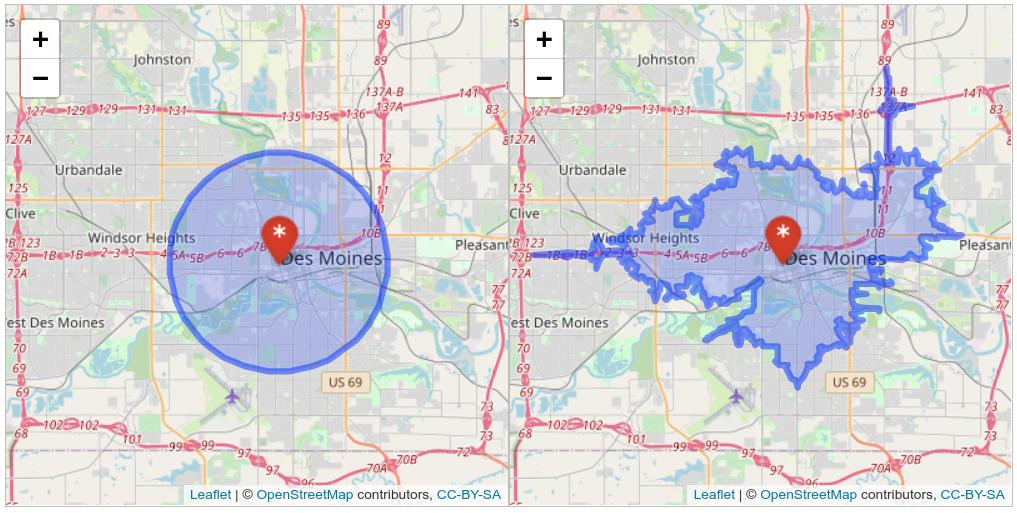 +
−
89
Johnston
89
137A-B
137A
141
83
127
129
129
131
131
135
135
136
127A
12
Urbandale
125
11
Clive
11
10B
Windsor Heights
7B
123
1B
1B
2
3
4
5A
5B
6
6
Pleasant
72B
72A
Des Moines
77
77
est Des Moines
70
69
69
US 69
73
73
68
102
102
101
99
99
97
97
72
70B
70A
96
Leaflet | © OpenStreetMap contributors, CC-BY-SA
+
−
89
Johnston
89
137A-B
137A
141
83
127
129
129
131
131
135
135
136
127A
12
Urbandale
125
11
Clive
10B
Windsor Heights
7B
123
72B
1B
1B
2
3
4
5A
5B
6
6
Pleasant
72A
Des Moines
77
77
est Des Moines
70
69
69
US 69
73
73
68
102
102
101
99
99
97
97
72
70B
70A
96
Leaflet | © OpenStreetMap contributors, CC-BY-SA